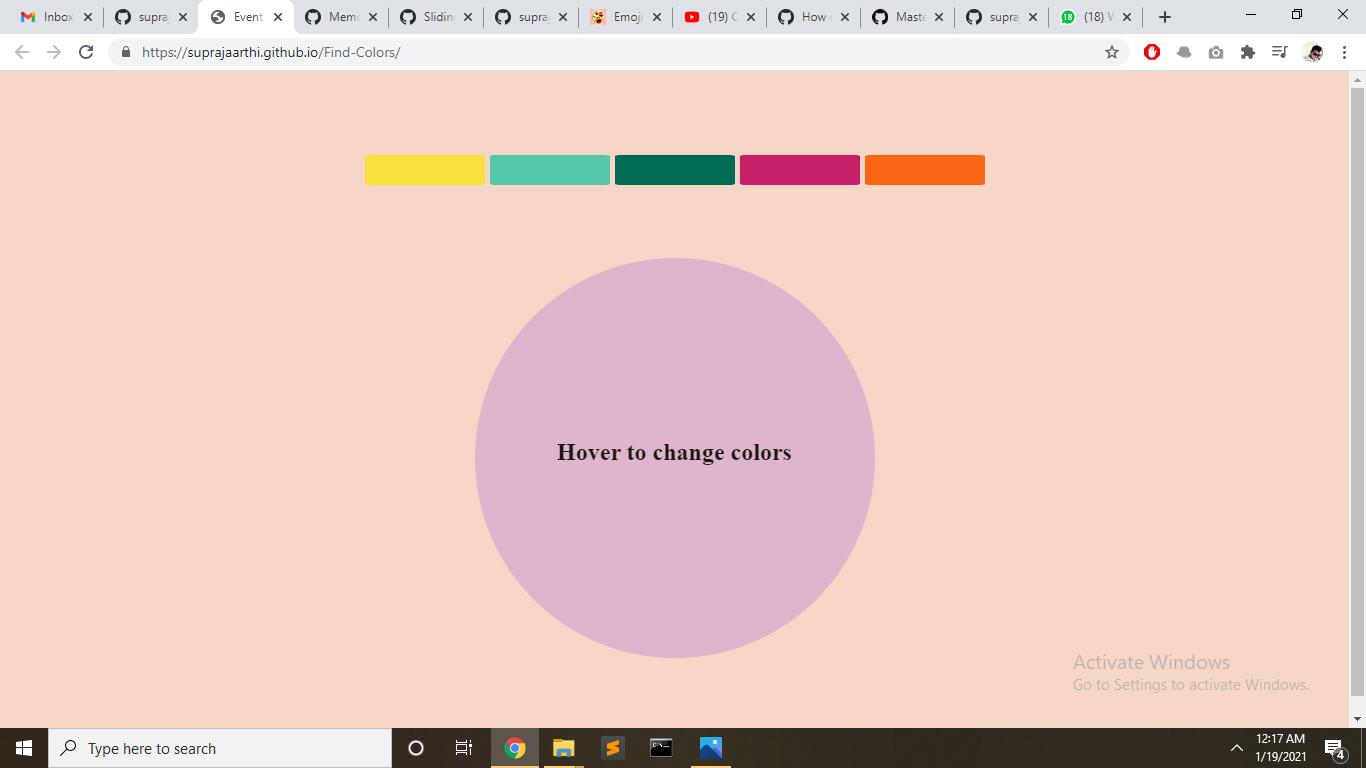 Inbox
supraj
Event
Memo
Sliding
supraj
Emoji
(19) C
How
Maste
supra
18
(18) W
https://suprajaarthi.github.io/Find-Colors/
Hover to change colors
Activate Windows
Go to Settings to activate Windows.
Type here to search
12:17 AM
1/19/2021
4